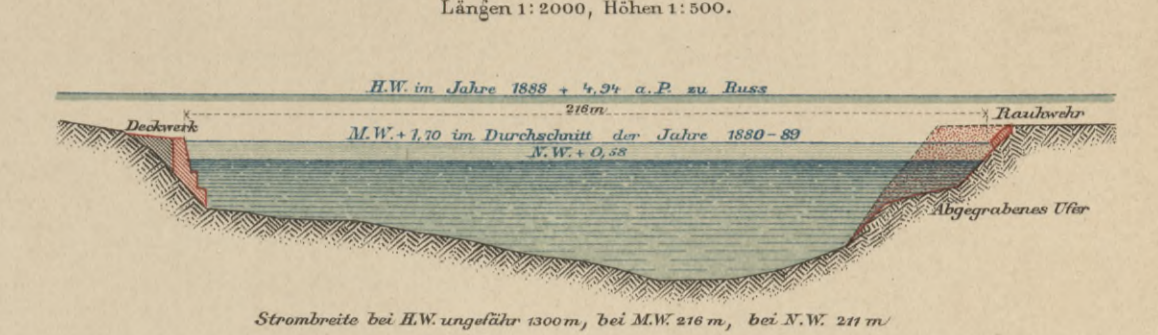 Längen 1:2000, Höhen 1:500.
H.W. im Jahre 1888 + 4,94 a. P. zu Russ
216 m
Deckwerk
Rauhwehr
M.W. + 1,70 im Durchschnitt der Jahre 1880-89
N.W. + 0,58
Abgegrabenes Ufer
Strombreite bei H.W. ungefähr 1300 m, bei M.W. 216 m, bei N.W. 211 m